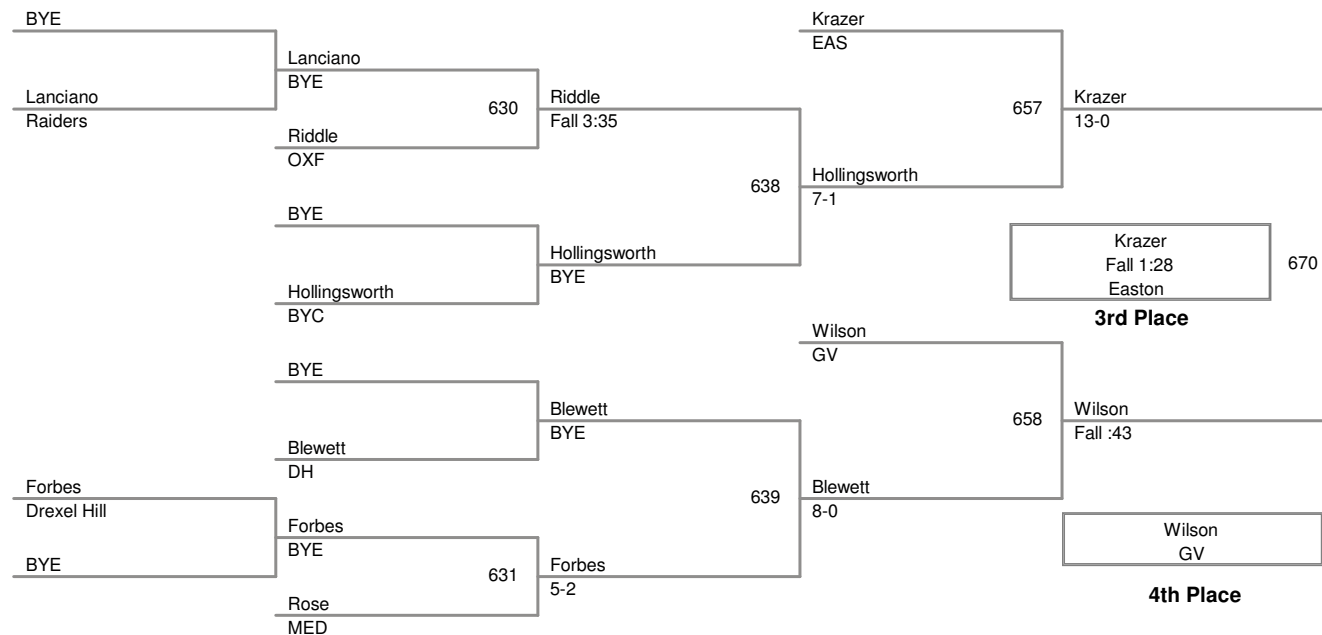 BYE
Lanciano
Raiders
Forbes
Drexel Hill
BYE
Lanciano
BYE
Riddle
OXF
BYE
Hollingsworth
BYC
BYE
Blewett
DH
Forbes
BYE
Rose
MED
630
Riddle
Fall 3:35
Hollingsworth
BYE
Blewett
BYE
631
Forbes
5-2
638
639
Krazer
EAS
Hollingsworth
7-1
Wilson
GV
Blewett
8-0
657
658
Krazer
13-0
Krazer
Fall 1:28
Easton
670
3rd Place
Wilson
Fall :43
Wilson
GV
4th Place